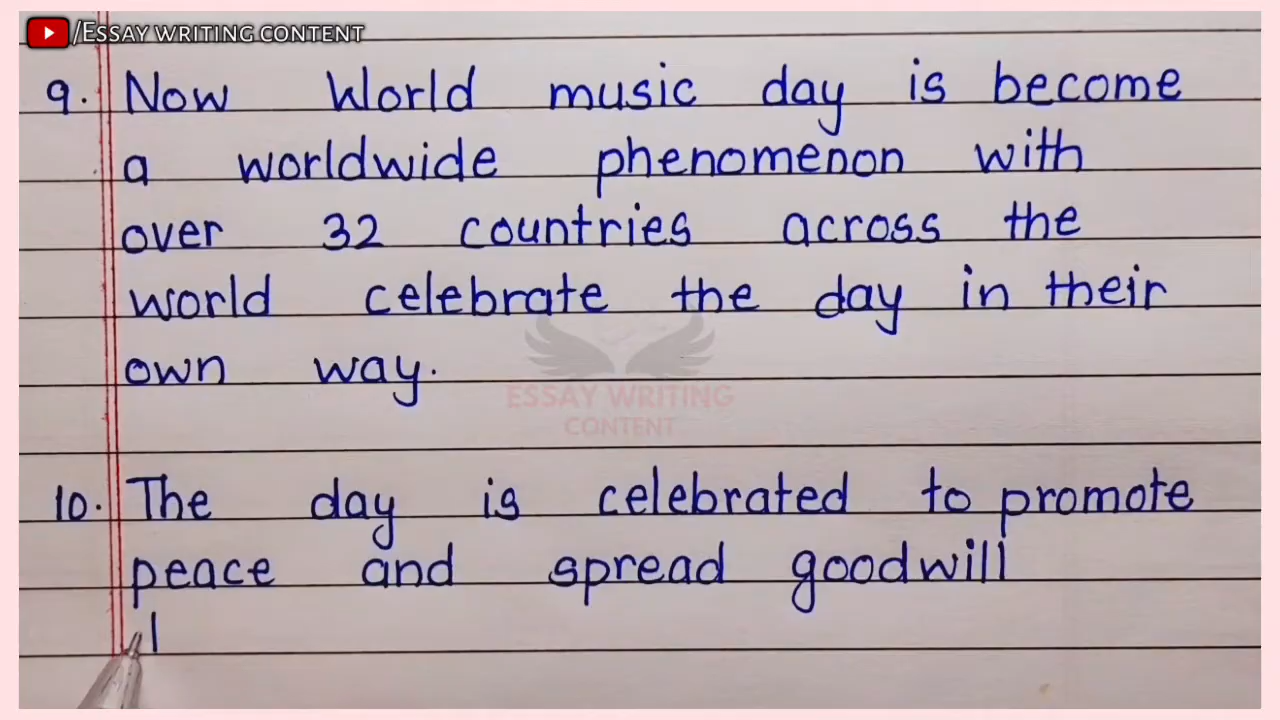 /ESSAY WRITING CONTENT
9. Now World music day is become
a worldwide phenomenon with
over 32 countries across the
world celebrate the day in their
own way.
ESSAY WRITING
CONTENT
10. The day is celebrated to promote
peace and spread goodwill